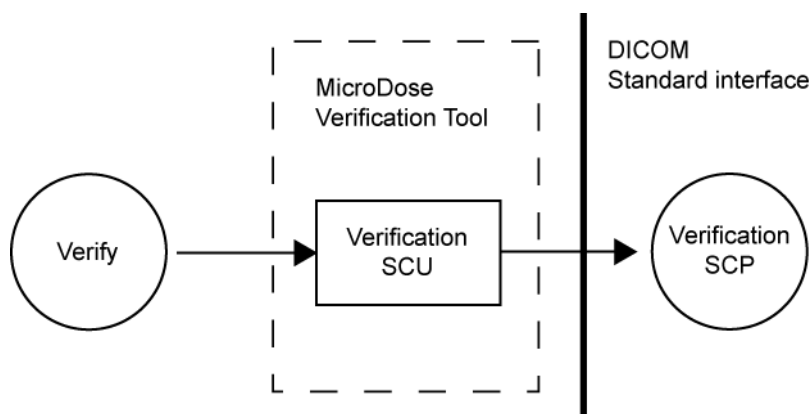 DICOM
Standard interface
MicroDose
Verification Tool
Verify
Verification
SCU
Verification
SCP